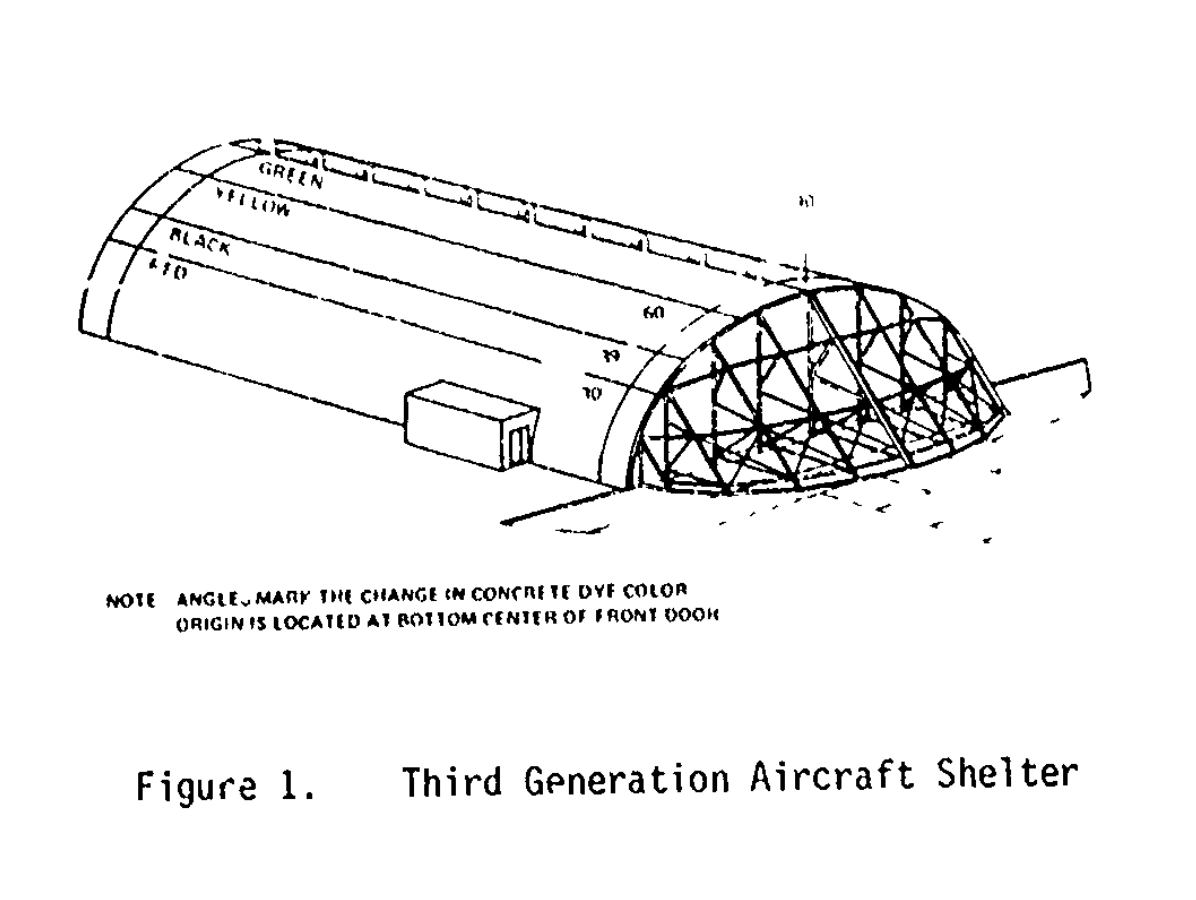 GREEN
YELLOW
BLACK
60
39
NOTE ANGLES MARK THE CHANGE IN CONCRETE DYE COLOR
ORIGIN IS LOCATED AT BOTTOM CENTER OF FRONT DOOR
Figure 1. Third Generation Aircraft Shelter